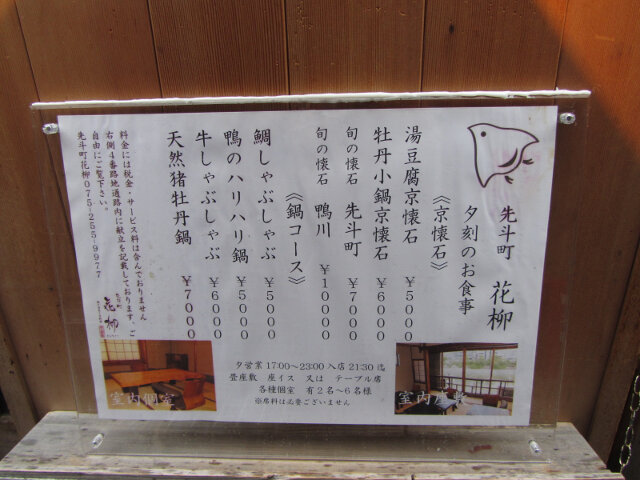 先斗町 花柳
夕刻のお食事
《京懐石》
湯豆腐京懐石 ￥5000
牡丹小鍋京懐石 ￥6000
旬の懐石 先斗町 ￥7000
旬の懐石 鴨川 ￥10000
《鍋コース》
鯛しゃぶしゃぶ ￥5000
鴨のハリハリ鍋 ￥5000
牛しゃぶしゃぶ ￥6000
天然猪牡丹鍋 ￥7000
料金には税金・サービス料は含んでおりません
右側4番路地通路内に献立を記載しております、ご
自由にご覧下さい。
先斗町花柳 075-255-9977
花柳
夕営業 17:00〜23:00 入店 21:30 迄
畳座敷 座イス 又は テーブル席
各種個室 有2名〜6名様
※席料は必要ございません
室内個室
室内座敷